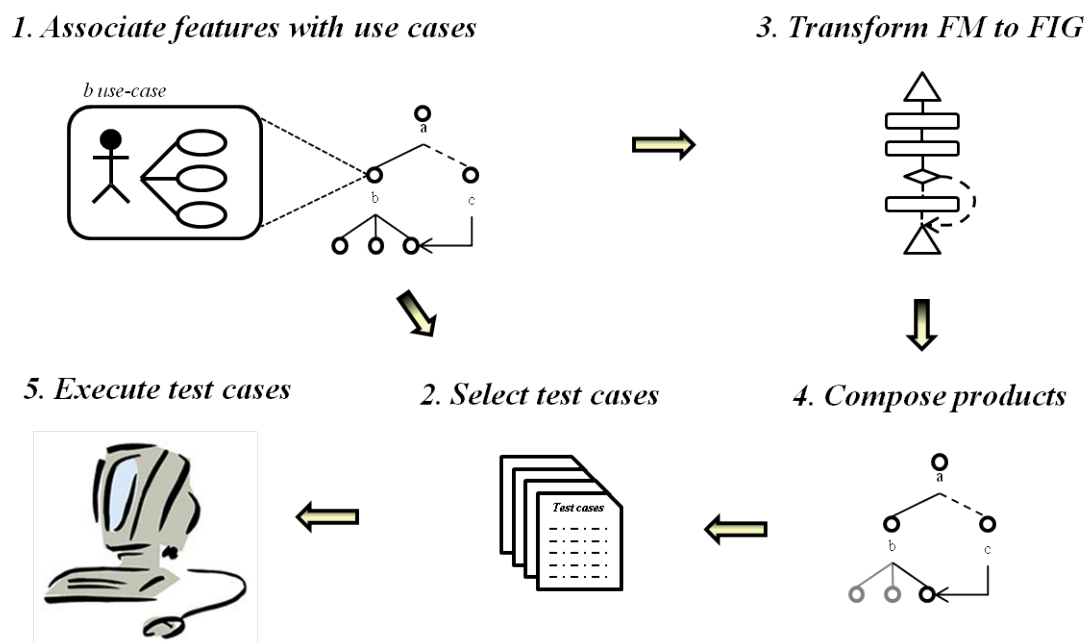 1. Associate features with use cases
3. Transform FM to FIG
b use-case
a
b
c
5. Execute test cases
2. Select test cases
4. Compose products
Test cases
a
b
c